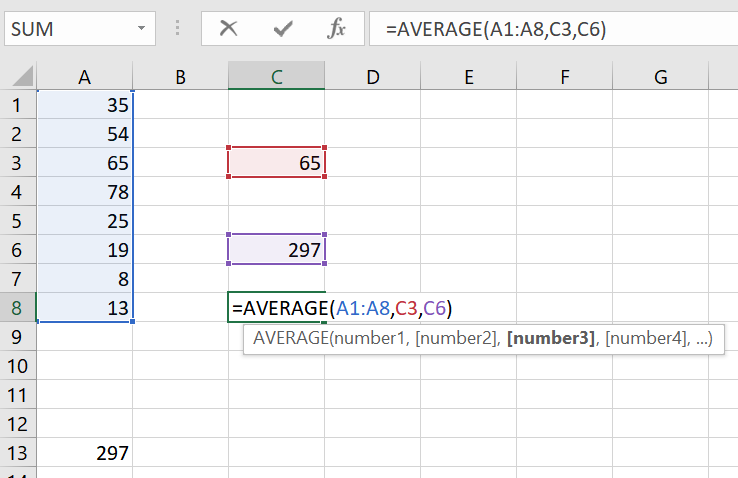 SUM fx =AVERAGE(A1:A8,C3,C6)
A B C D E F G
1 35
2 54
3 65 65
4 78
5 25
6 19 297
7 8
8 13 =AVERAGE(A1:A8,C3,C6)
9 AVERAGE(number1, [number2], [number3], [number4], ...)
10
11
12
13 297
14